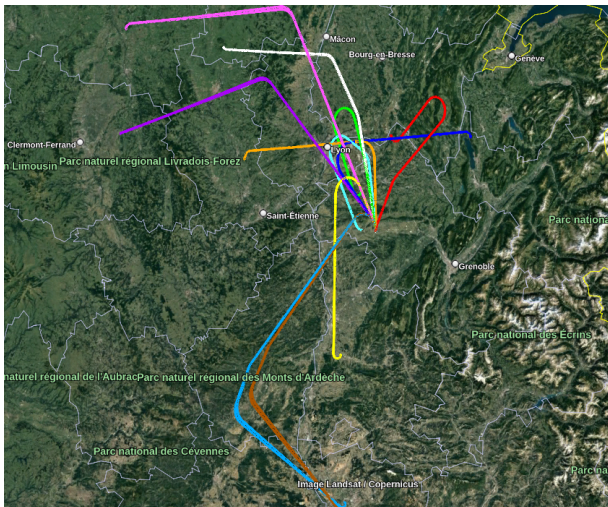 Mâcon
Bourg-en-Bresse
Genève
Clermont-Ferrand
n Limousin
Parc naturel régional Livradois-Forez
Lyon
Saint-Étienne
Parc nationa
Grenoble
Parc national des Écrins
naturel régional de l'Aubrac
Parc naturel régional des Monts d'Ardèche
Parc national des Cévennes
Parc na
Image Landsat / Copernicus